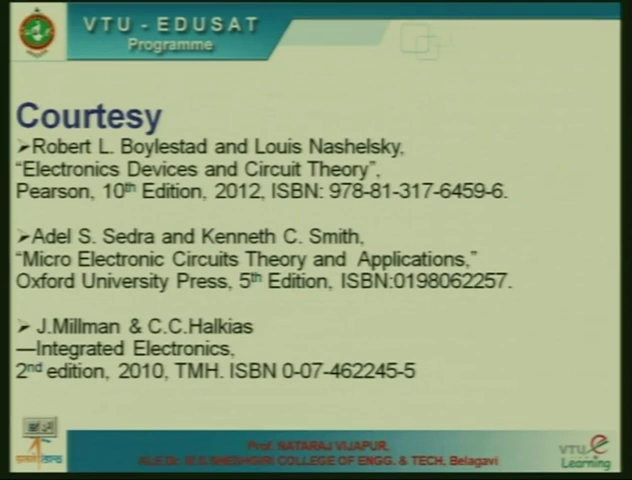 VTU - EDUSAT
Programme
Courtesy
➢Robert L. Boylestad and Louis Nashelsky,
“Electronics Devices and Circuit Theory”,
Pearson, 10th Edition, 2012, ISBN: 978-81-317-6459-6.
➢Adel S. Sedra and Kenneth C. Smith,
“Micro Electronic Circuits Theory and Applications,”
Oxford University Press, 5th Edition, ISBN:0198062257.
➢ J.Millman & C.C.Halkias
—Integrated Electronics,
2nd edition, 2010, TMH. ISBN 0-07-462245-5
Prof. NATARAJ VIJAPUR,
COLLEGE OF ENGG. & TECH, Belagavi
VTU e
Learning